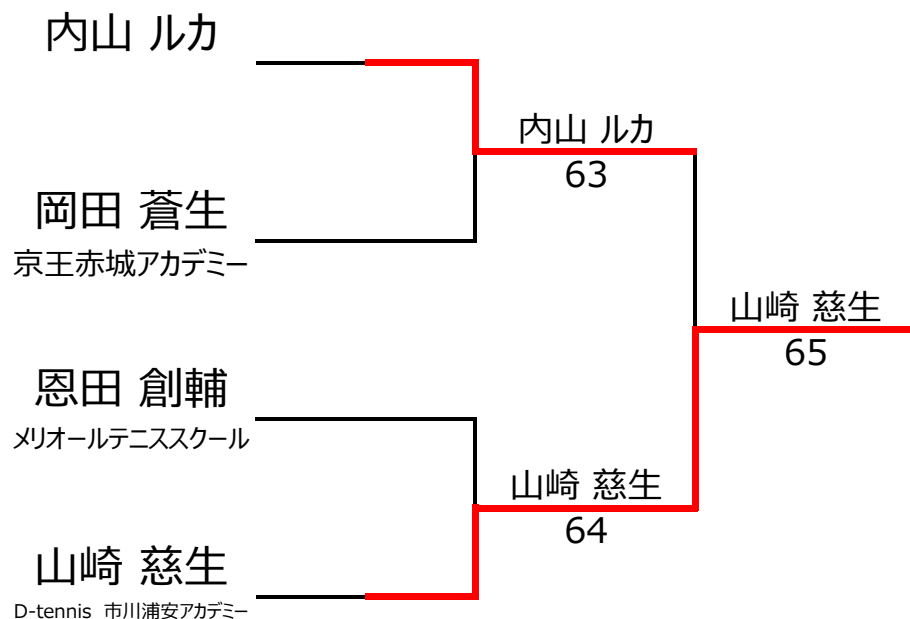 内山 ルカ
内山 ルカ
63
岡田 蒼生
京王赤城アカデミー
山崎 慈生
65
恩田 創輔
メリオールテニススクール
山崎 慈生
64
山崎 慈生
D-tennis 市川浦安アカデミー